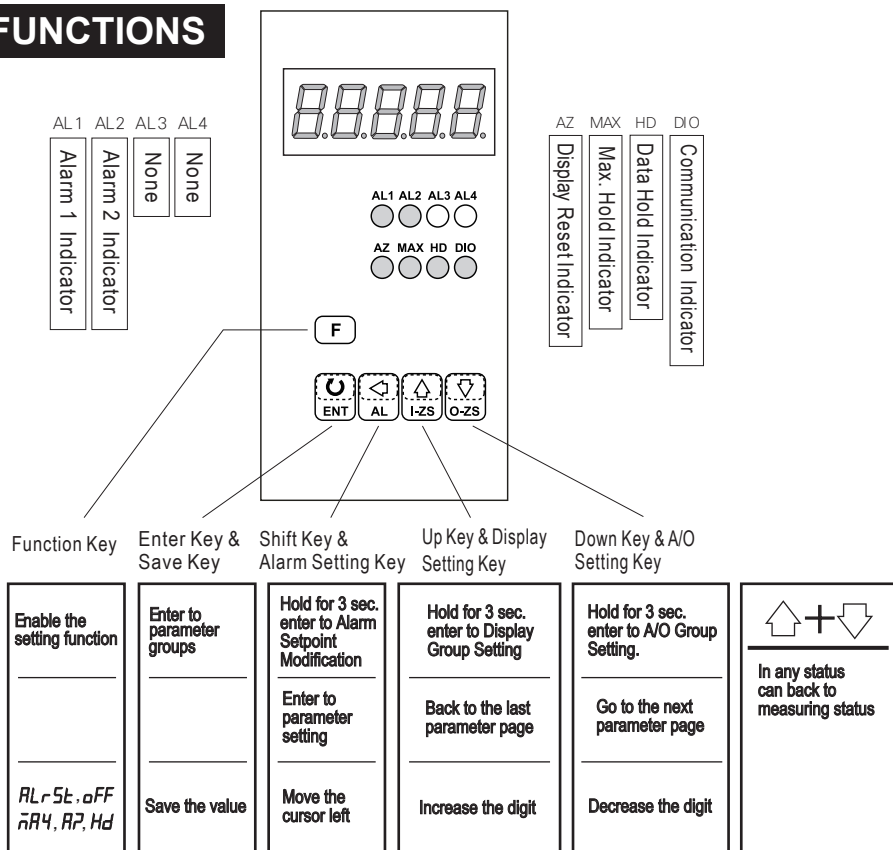 FUNCTIONS
88888
AL1 AL2 AL3 AL4
Alarm 1 Indicator
Alarm 2 Indicator
None
None
AL1 AL2 AL3 AL4
AZ MAX HD DIO
AZ MAX HD DIO
Display Reset Indicator
Max. Hold Indicator
Data Hold Indicator
Communication Indicator
F
ENT AL I-ZS O-ZS
Function Key
Enter Key &
Save Key
Shift Key &
Alarm Setting Key
Up Key & Display
Setting Key
Down Key & A/O
Setting Key
Enable the
setting function
ALrSt, oFF
mAY, AZ, Hd
Enter to
parameter
groups
Save the value
Hold for 3 sec.
enter to Alarm
Setpoint
Modification
Enter to
parameter
setting
Move the
cursor left
Hold for 3 sec.
enter to Display
Group Setting
Back to the last
parameter page
Increase the digit
Hold for 3 sec.
enter to A/O Group
Setting.
Go to the next
parameter page
Decrease the digit
+
In any status
can back to
measuring status